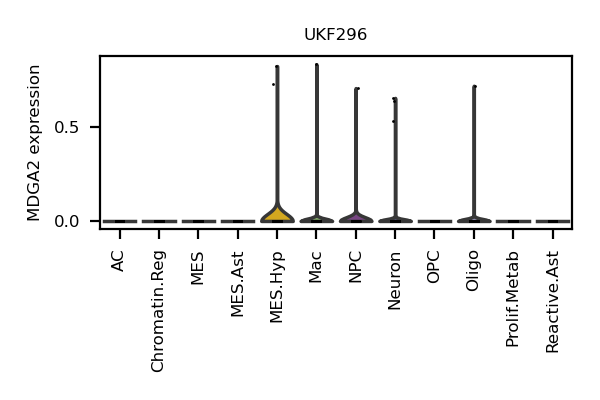 UKF296
MDGA2 expression
0.5
0.0
AC
Chromatin.Reg
MES
MES.Ast
MES.Hyp
Mac
NPC
Neuron
OPC
Oligo
Prolif.Metab
Reactive.Ast